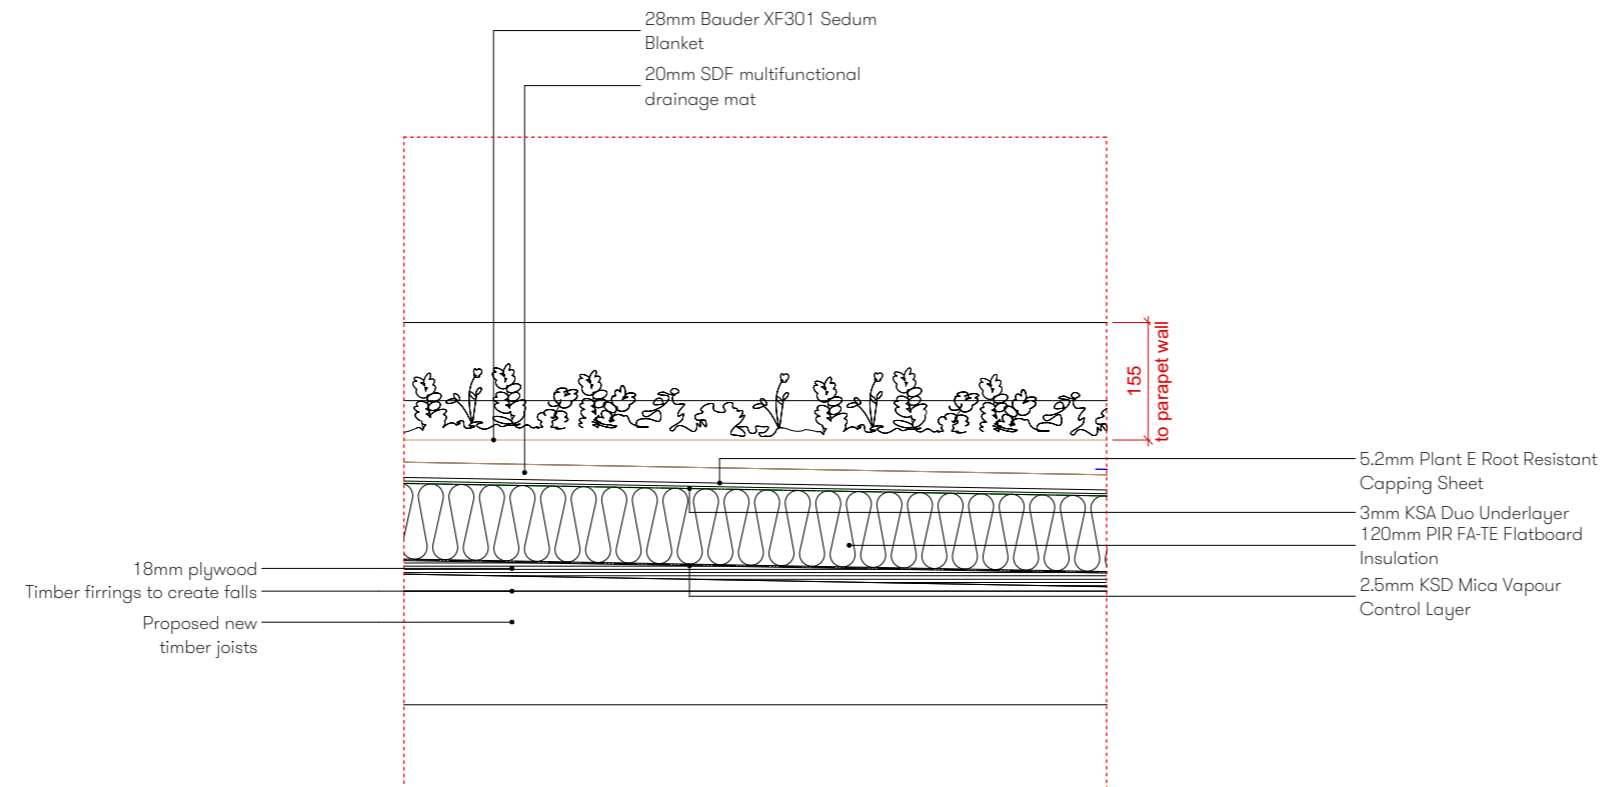 28mm Bauder XF301 Sedum
Blanket
20mm SDF multifunctional
drainage mat
155
to parapet wall
5.2mm Plant E Root Resistant
Capping Sheet
3mm KSA Duo Underlayer
120mm PIR FA-TE Flatboard
Insulation
2.5mm KSD Mica Vapour
Control Layer
18mm plywood
Timber firrings to create falls
Proposed new
timber joists